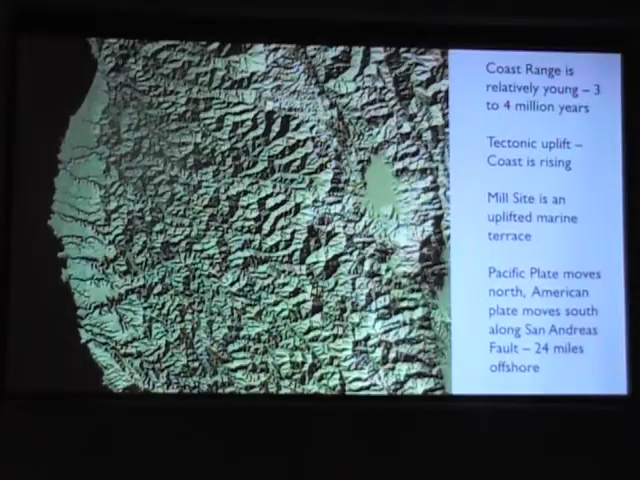 Coast Range is
relatively young – 3
to 4 million years
Tectonic uplift –
Coast is rising
Mill Site is an
uplifted marine
terrace
Pacific Plate moves
north, American
plate moves south
along San Andreas
Fault – 24 miles
offshore